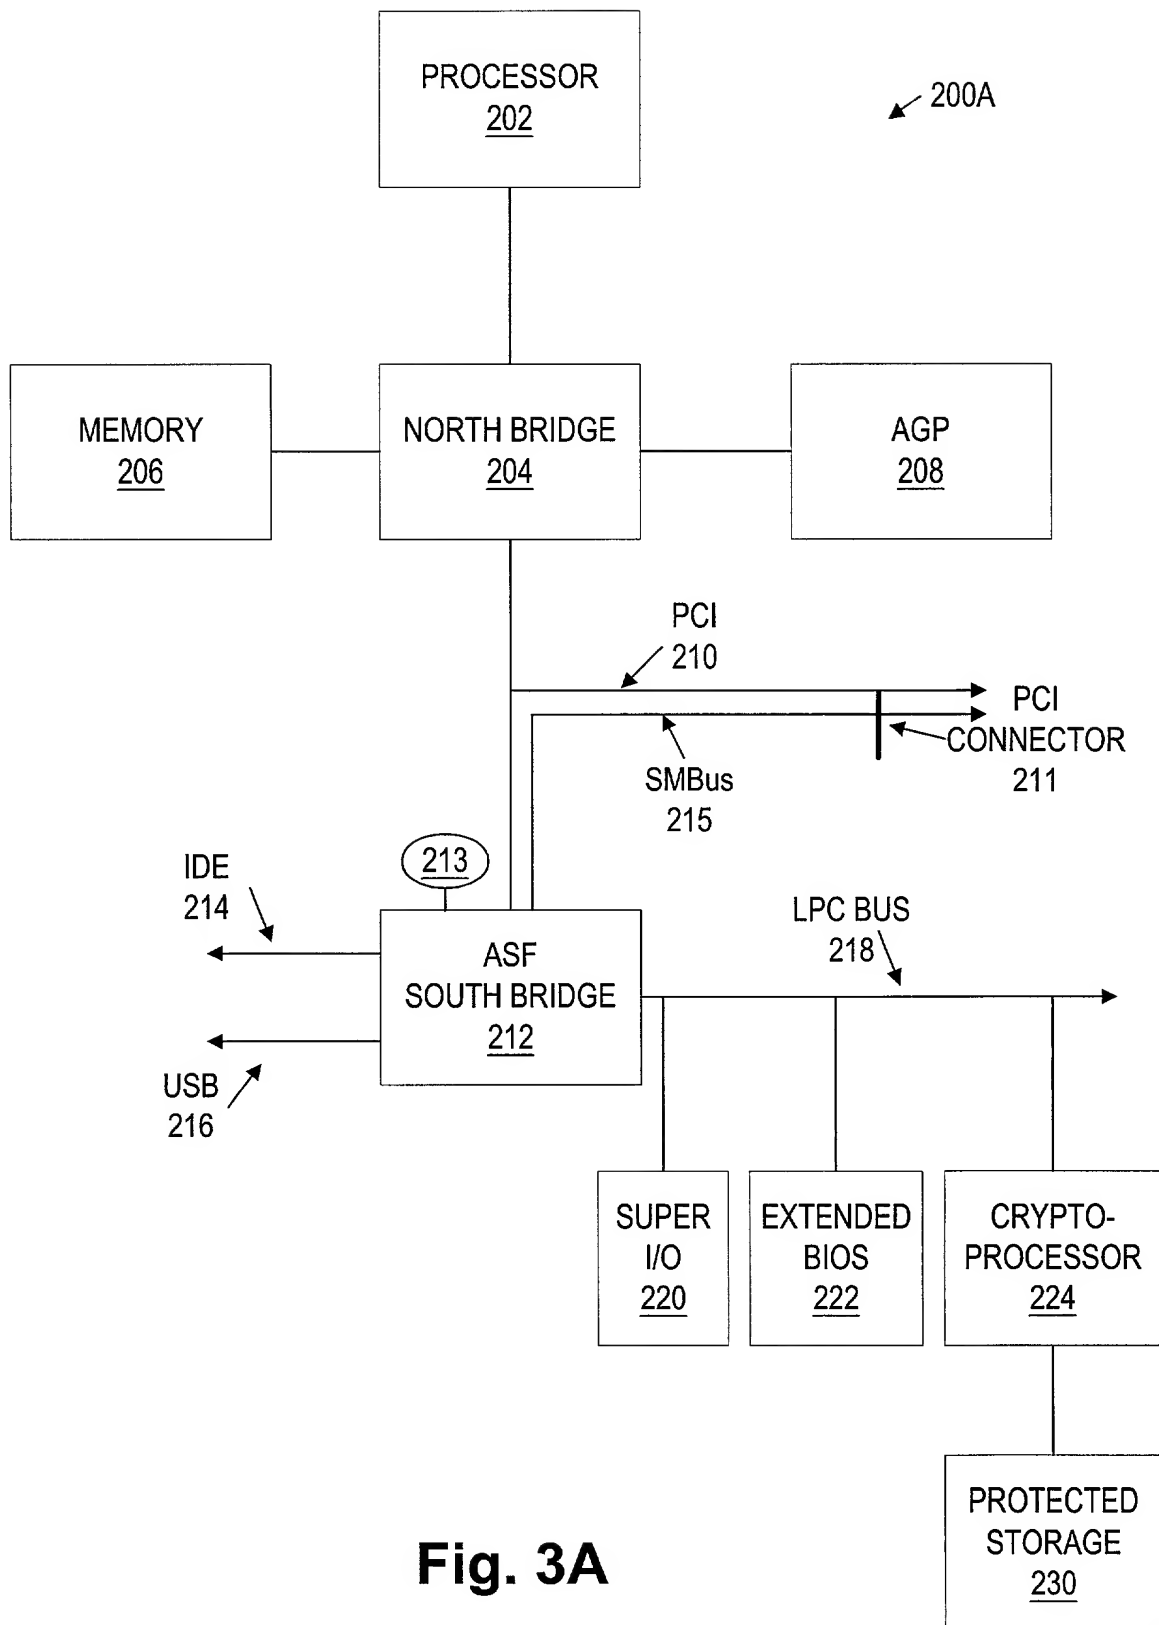 PROCESSOR
202
200A
MEMORY
206
NORTH BRIDGE
204
AGP
208
PCI
210
PCI
CONNECTOR
211
SMBus
215
213
IDE
214
ASF
SOUTH BRIDGE
212
LPC BUS
218
USB
216
SUPER
I/O
220
EXTENDED
BIOS
222
CRYPTO-
PROCESSOR
224
PROTECTED
STORAGE
230
Fig. 3A